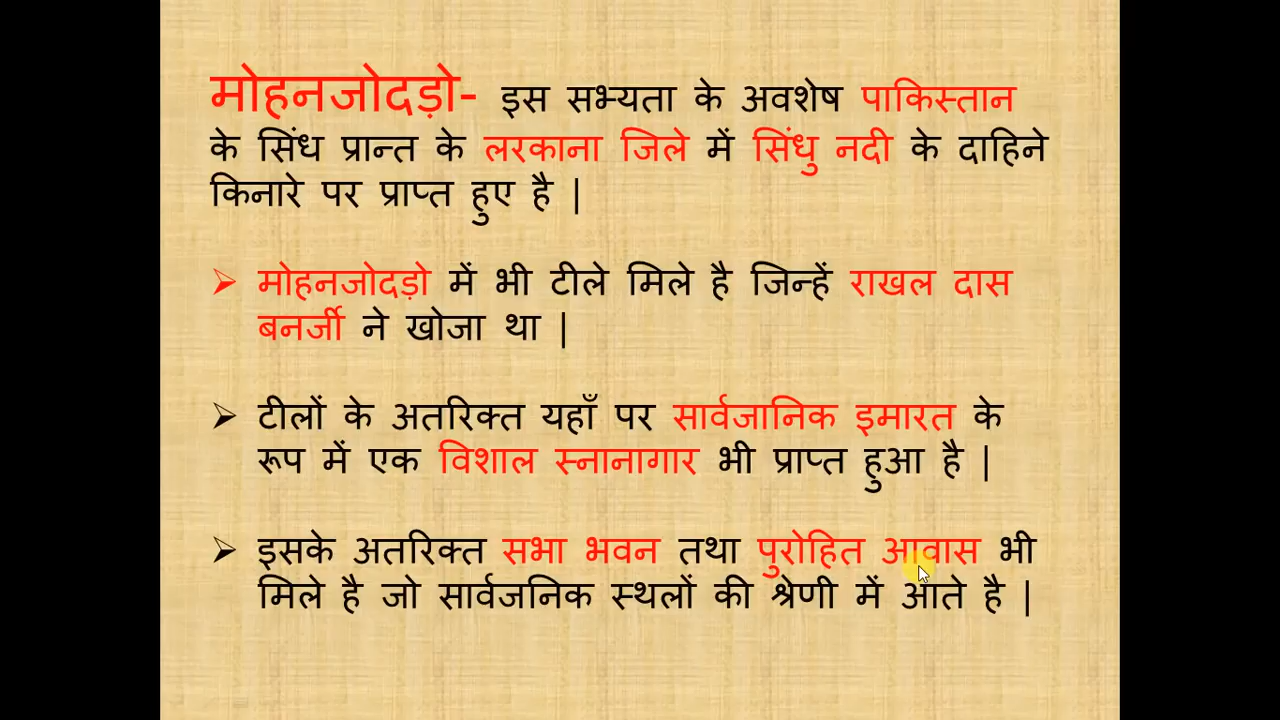 मोहनजोदड़ो- इस सभ्यता के अवशेष पाकिस्तान
के सिंध प्रान्त के लरकाना जिले में सिंधु नदी के दाहिने
किनारे पर प्राप्त हुए है |
➢ मोहनजोदड़ो में भी टीले मिले है जिन्हें राखल दास
बनर्जी ने खोजा था |
➢ टीलों के अतरिक्त यहाँ पर सार्वजानिक इमारत के
रूप में एक विशाल स्नानागार भी प्राप्त हुआ है |
➢ इसके अतरिक्त सभा भवन तथा पुरोहित आवास भी
मिले है जो सार्वजनिक स्थलों की श्रेणी में आते है |